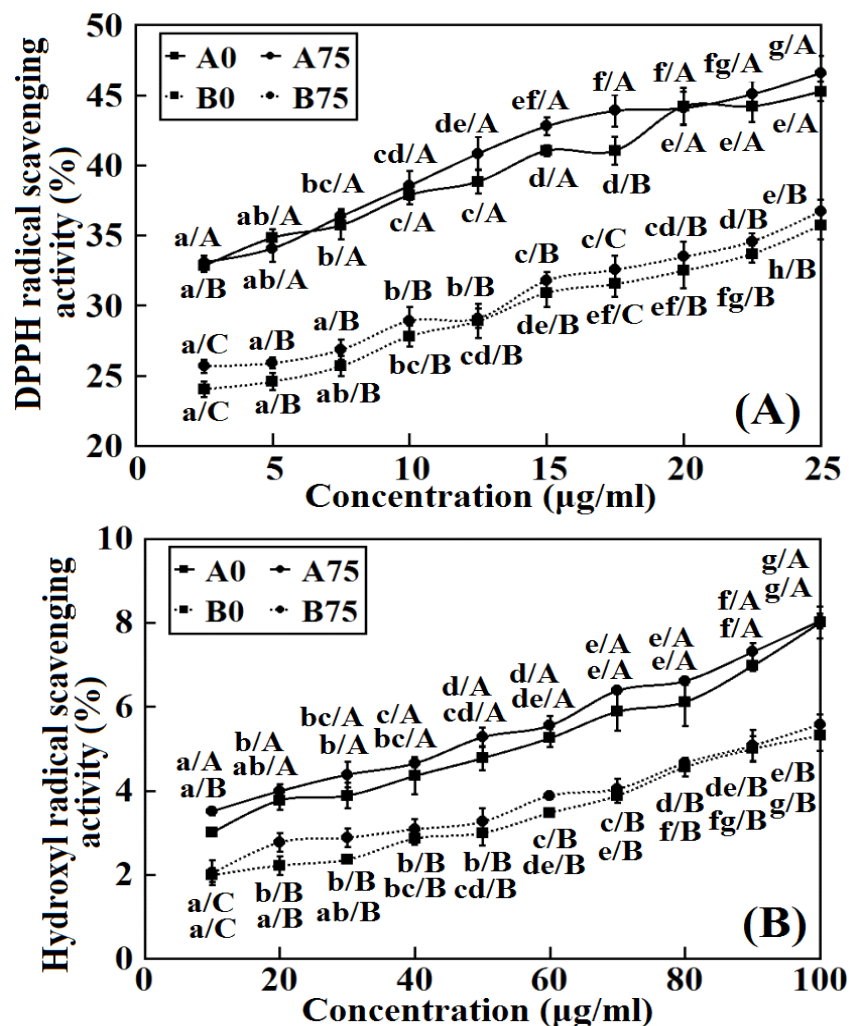 50
A0 A75
B0 B75
g/A
fg/A
f/A
f/A
ef/A
45
de/A
cd/A
e/A
e/A
e/A
40
bc/A
d/B
d/A
ab/A
c/A
c/A
e/B
a/A
b/A
d/B
cd/B
35
c/C
c/B
ab/A
a/B
h/B
b/B
b/B
fg/B
30
a/B
ef/B
ef/C
de/B
a/B
a/C
cd/B
bc/B
25
ab/B
a/B
a/C
(A)
20
0 5 10 15 20 25
DPPH radical scavenging
activity (%)
Concentration (μg/ml)
10
A0 A75
B0 B75
g/A
g/A
f/A
f/A
8
e/A
e/A
e/A
e/A
d/A
de/A
d/A
cd/A
6
c/A
bc/A
bc/A
b/A
b/A
ab/A
a/A
a/B
4
e/B
g/B
de/B
fg/B
d/B
f/B
c/B
e/B
c/B
de/B
2
b/B
cd/B
b/B
bc/B
b/B
ab/B
b/B
a/B
a/C
a/C
(B)
0
0 20 40 60 80 100
Hydroxyl radical scavenging
activity (%)
Concentration (μg/ml)